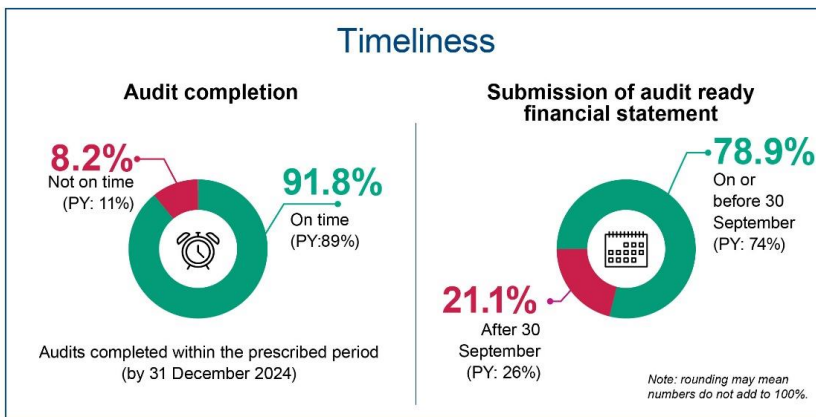 Timeliness
Audit completion
8.2%
Not on time
(PY: 11%)
91.8%
On time
(PY:89%)
Audits completed within the prescribed period
(by 31 December 2024)
Submission of audit ready
financial statement
78.9%
On or
before 30
September
(PY: 74%)
21.1%
After 30
September
(PY: 26%)
Note: rounding may mean
numbers do not add to 100%.